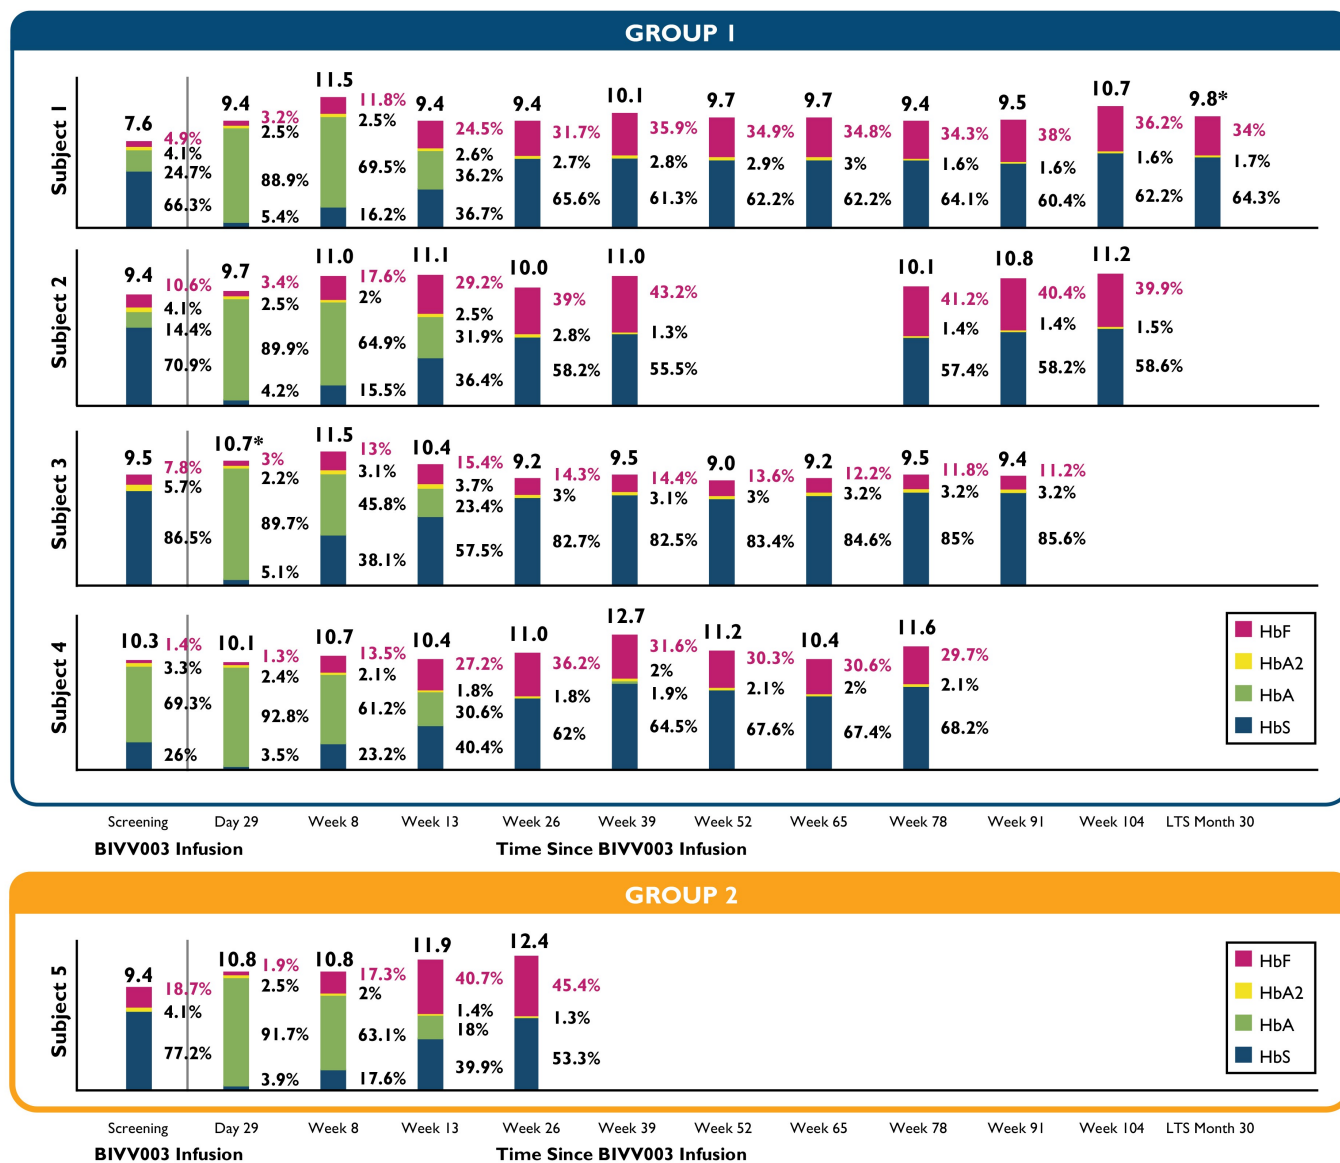 GROUP 1
Subject 1
7.6 9.4 11.5 9.4 9.4 10.1 9.7 9.7 9.4 9.5 10.7 9.8*
4.9% 3.2% 11.8% 24.5% 31.7% 35.9% 34.9% 34.8% 34.3% 38% 36.2% 34%
4.1% 2.5% 2.5% 2.6% 2.7% 2.8% 2.9% 3% 1.6% 1.6% 1.6% 1.7%
24.7% 88.9% 69.5% 36.2%
66.3% 5.4% 16.2% 36.7% 65.6% 61.3% 62.2% 62.2% 64.1% 60.4% 62.2% 64.3%
Subject 2
9.4 9.7 11.0 11.1 10.0 11.0 10.1 10.8 11.2
10.6% 3.4% 17.6% 29.2% 39% 43.2% 41.2% 40.4% 39.9%
4.1% 2.5% 2% 2.5% 2.8% 1.3% 1.4% 1.4% 1.5%
14.4% 89.9% 64.9% 31.9%
70.9% 4.2% 15.5% 36.4% 58.2% 55.5% 57.4% 58.2% 58.6%
Subject 3
9.5 10.7* 11.5 10.4 9.2 9.5 9.0 9.2 9.5 9.4
7.8% 3% 13% 15.4% 14.3% 14.4% 13.6% 12.2% 11.8% 11.2%
5.7% 2.2% 3.1% 3.7% 3% 3.1% 3% 3.2% 3.2% 3.2%
89.7% 45.8% 23.4%
86.5% 5.1% 38.1% 57.5% 82.7% 82.5% 83.4% 84.6% 85% 85.6%
Subject 4
10.3 10.1 10.7 10.4 11.0 12.7 11.2 10.4 11.6
1.4% 1.3% 13.5% 27.2% 36.2% 31.6% 30.3% 30.6% 29.7%
3.3% 2.4% 2.1% 1.8% 1.8% 2% 2.1% 2% 2.1%
69.3% 92.8% 61.2% 30.6% 1.9%
26% 3.5% 23.2% 40.4% 62% 64.5% 67.6% 67.4% 68.2%
HbF
HbA2
HbA
HbS
Screening Day 29 Week 8 Week 13 Week 26 Week 39 Week 52 Week 65 Week 78 Week 91 Week 104 LTS Month 30
BIVV003 Infusion Time Since BIVV003 Infusion
GROUP 2
Subject 5
9.4 10.8 10.8 11.9 12.4
18.7% 1.9% 17.3% 40.7% 45.4%
4.1% 2.5% 2% 1.4% 1.3%
91.7% 63.1% 18%
77.2% 3.9% 17.6% 39.9% 53.3%
HbF
HbA2
HbA
HbS
Screening Day 29 Week 8 Week 13 Week 26 Week 39 Week 52 Week 65 Week 78 Week 91 Week 104 LTS Month 30
BIVV003 Infusion Time Since BIVV003 Infusion